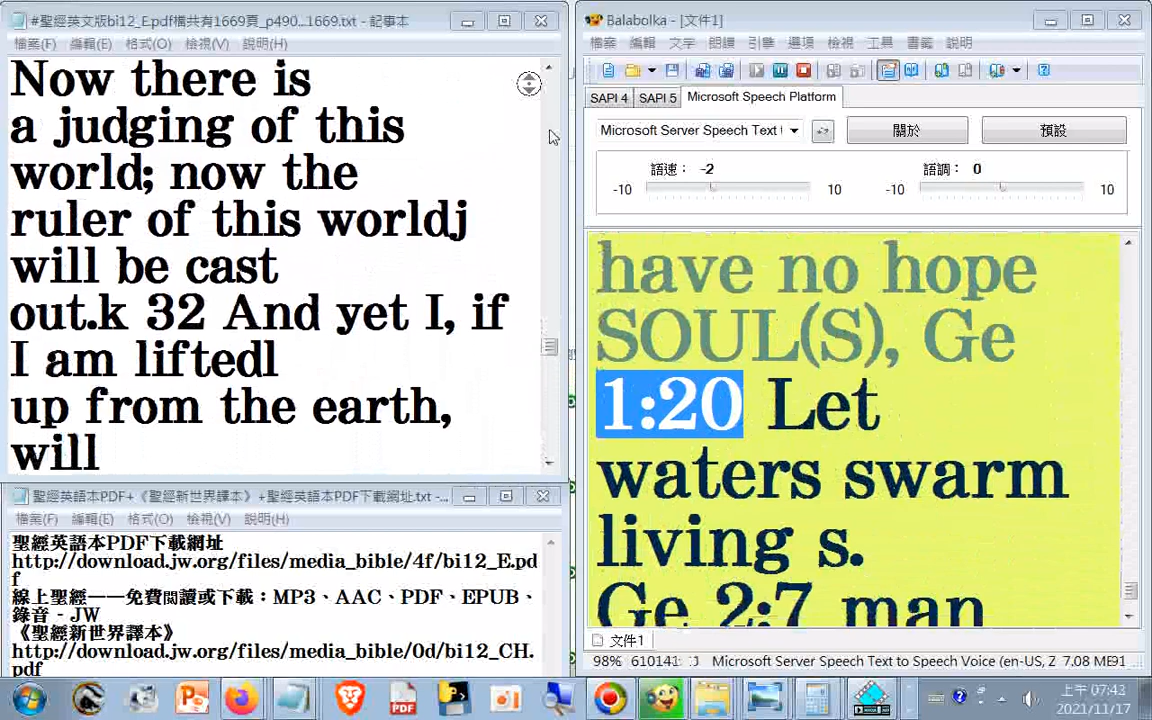 #聖經英文版bi12_E.pdf檔共有1669頁_p490...1669.txt - 記事本
檔案(F) 編輯(E) 格式(O) 檢視(V) 說明(H)
Now there is
a judging of this
world; now the
ruler of this worldj
will be cast
out.k 32 And yet I, if
I am liftedl
up from the earth,
will
聖經英語本PDF+《聖經新世界譯本》+聖經英語本PDF下載網址.txt -...
檔案(F) 編輯(E) 格式(O) 檢視(V) 說明(H)
聖經英語本PDF下載網址
http://download.jw.org/files/media_bible/4f/bi12_E.pd
f
線上聖經——免費閱讀或下載：MP3、AAC、PDF、EPUB、
錄音 - JW
《聖經新世界譯本》
http://download.jw.org/files/media_bible/0d/bi12_CH.
pdf
Balabolka - [文件1]
檔案 編輯 文字 朗讀 引擎 選項 檢視 工具 書籤 說明
SAPI 4 SAPI 5 Microsoft Speech Platform
Microsoft Server Speech Text 關於 預設
語速： -2 語調： 0
-10 10 -10 10
have no hope
SOUL(S), Ge
1:20 Let
waters swarm
living s.
Ge 2:7 man
文件1
98% 610141: Microsoft Server Speech Text to Speech Voice (en-US, Z 7.08 ME91
PDF
上午 07:43
2021/11/17